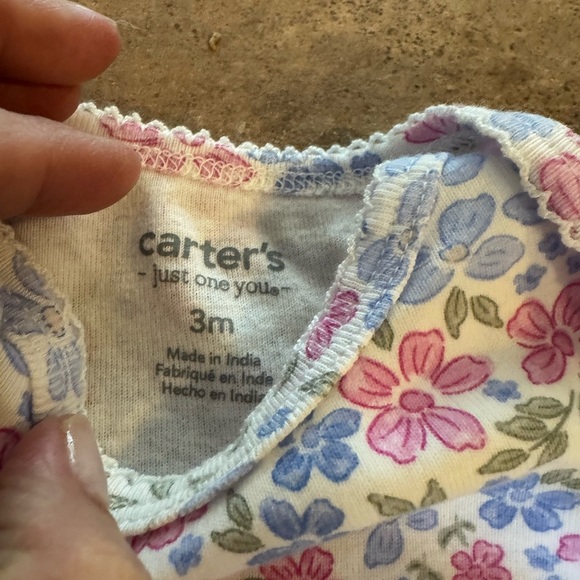 carter's
- just one you® -
3m
Made in India
Fabriqué en Inde
Hecho en India